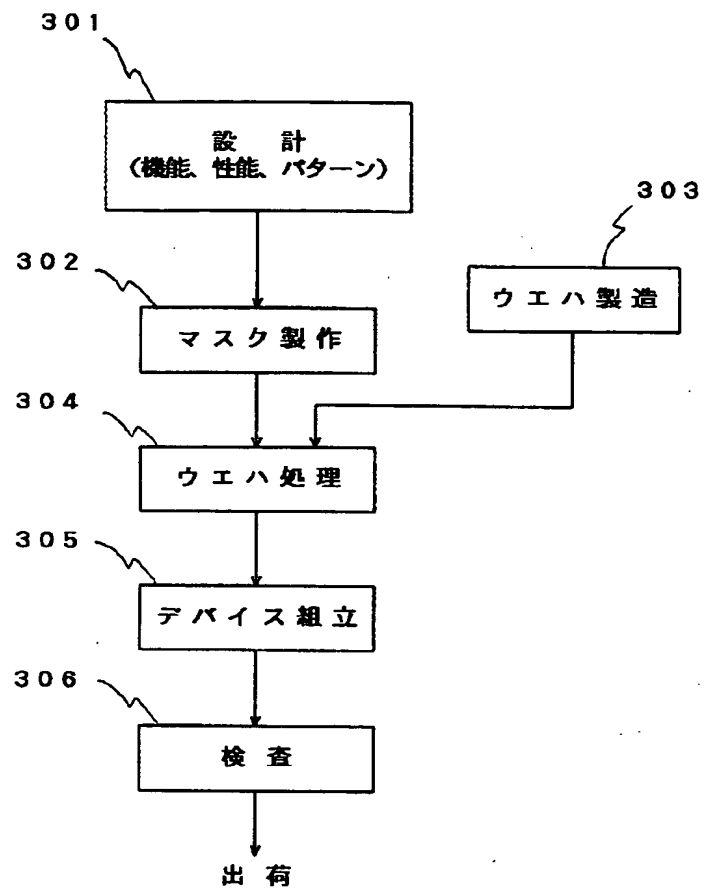 301
設計
(機能、性能、パターン)
303
302
ウエハ製造
マスク製作
304
ウエハ処理
305
デバイス組立
306
検査
出荷